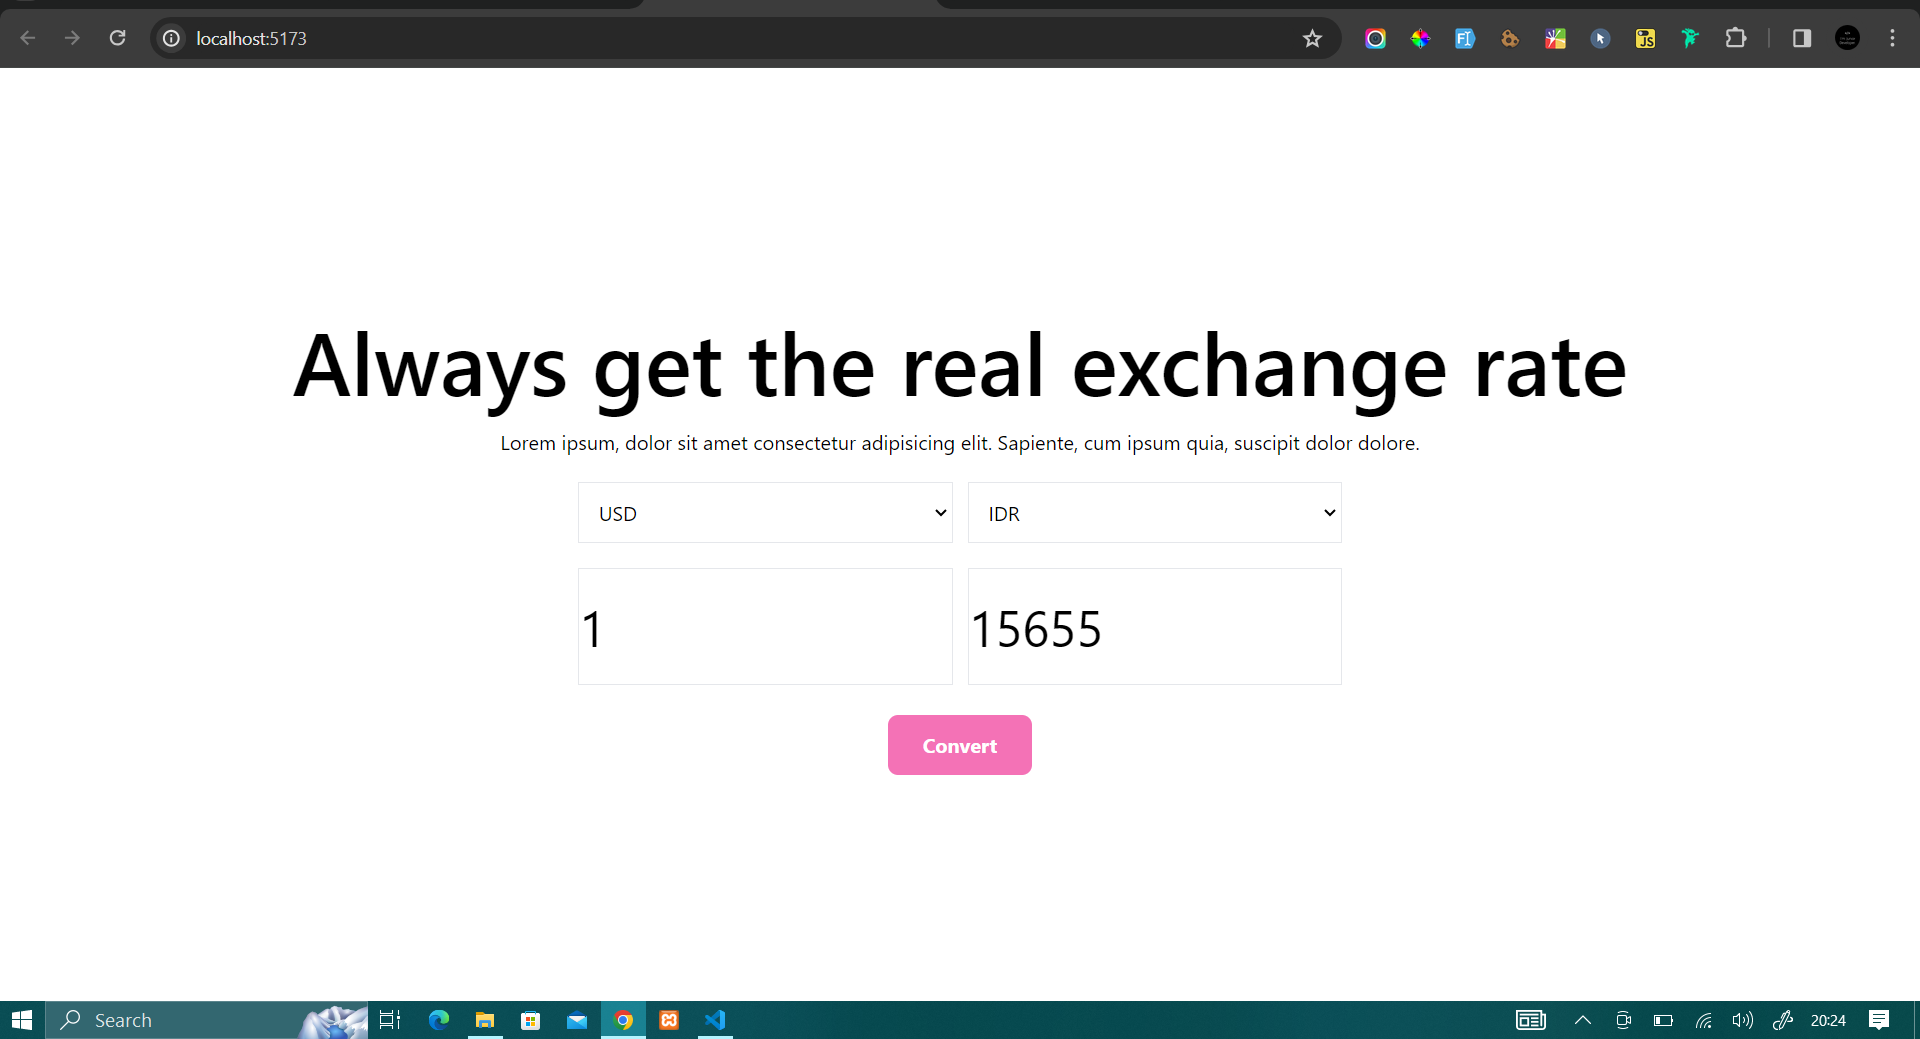 localhost:5173
Always get the real exchange rate
Lorem ipsum, dolor sit amet consectetur adipisicing elit. Sapiente, cum ipsum quia, suscipit dolor dolore.
USD
IDR
1
15655
Convert
Search
20:24